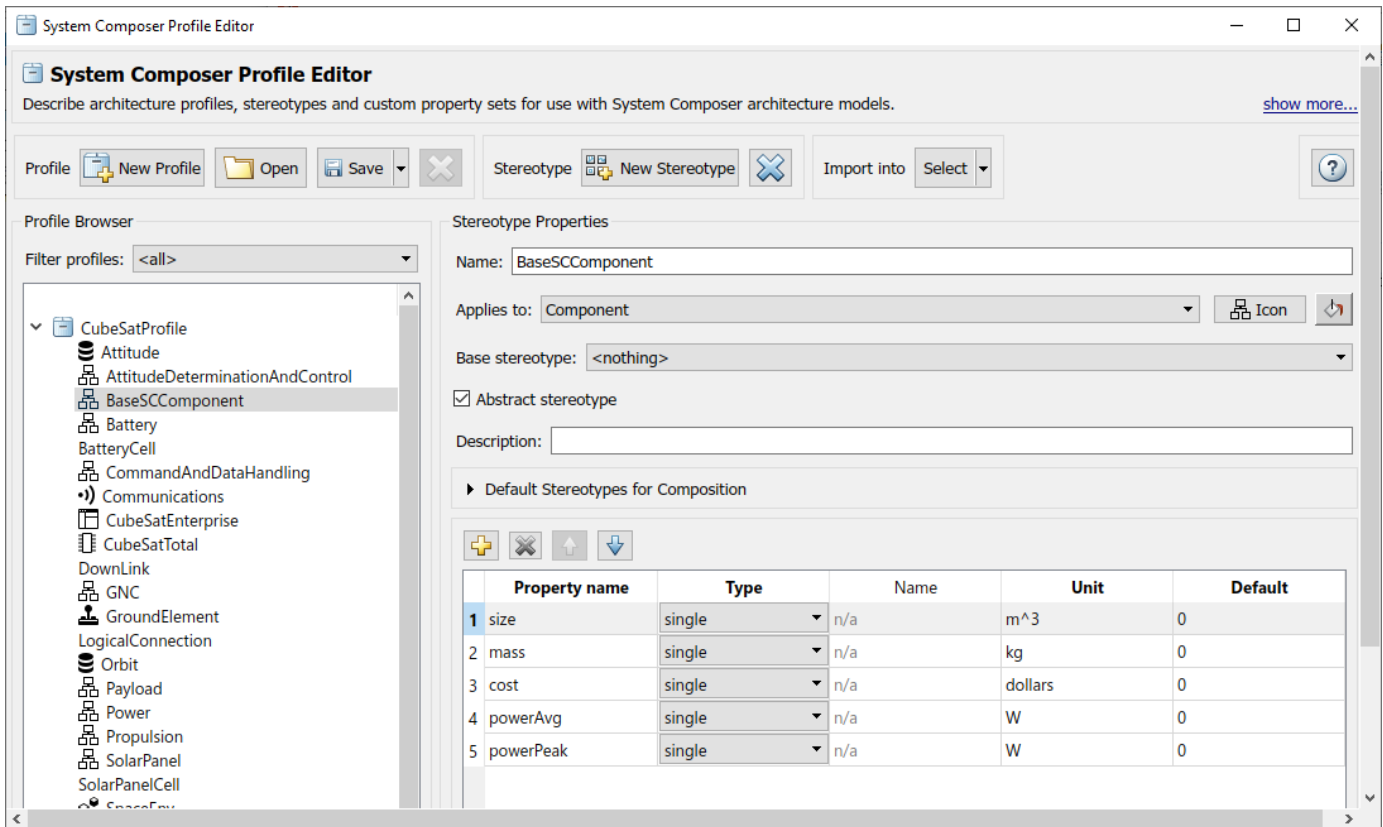 System Composer Profile Editor
System Composer Profile Editor
Describe architecture profiles, stereotypes and custom property sets for use with System Composer architecture models.
show more...
Profile New Profile Open Save Stereotype New Stereotype Import into Select ?
Profile Browser
Filter profiles: <all>
CubeSatProfile
Attitude
AttitudeDeterminationAndControl
BaseSCComponent
Battery
BatteryCell
CommandAndDataHandling
Communications
CubeSatEnterprise
CubeSatTotal
DownLink
GNC
GroundElement
LogicalConnection
Orbit
Payload
Power
Propulsion
SolarPanel
SolarPanelCell
SpaceEnv
Stereotype Properties
Name: BaseSCComponent
Applies to: Component Icon
Base stereotype: <nothing>
Abstract stereotype
Description:
Default Stereotypes for Composition
Property name Type Name Unit Default
1 size single n/a m^3 0
2 mass single n/a kg 0
3 cost single n/a dollars 0
4 powerAvg single n/a W 0
5 powerPeak single n/a W 0